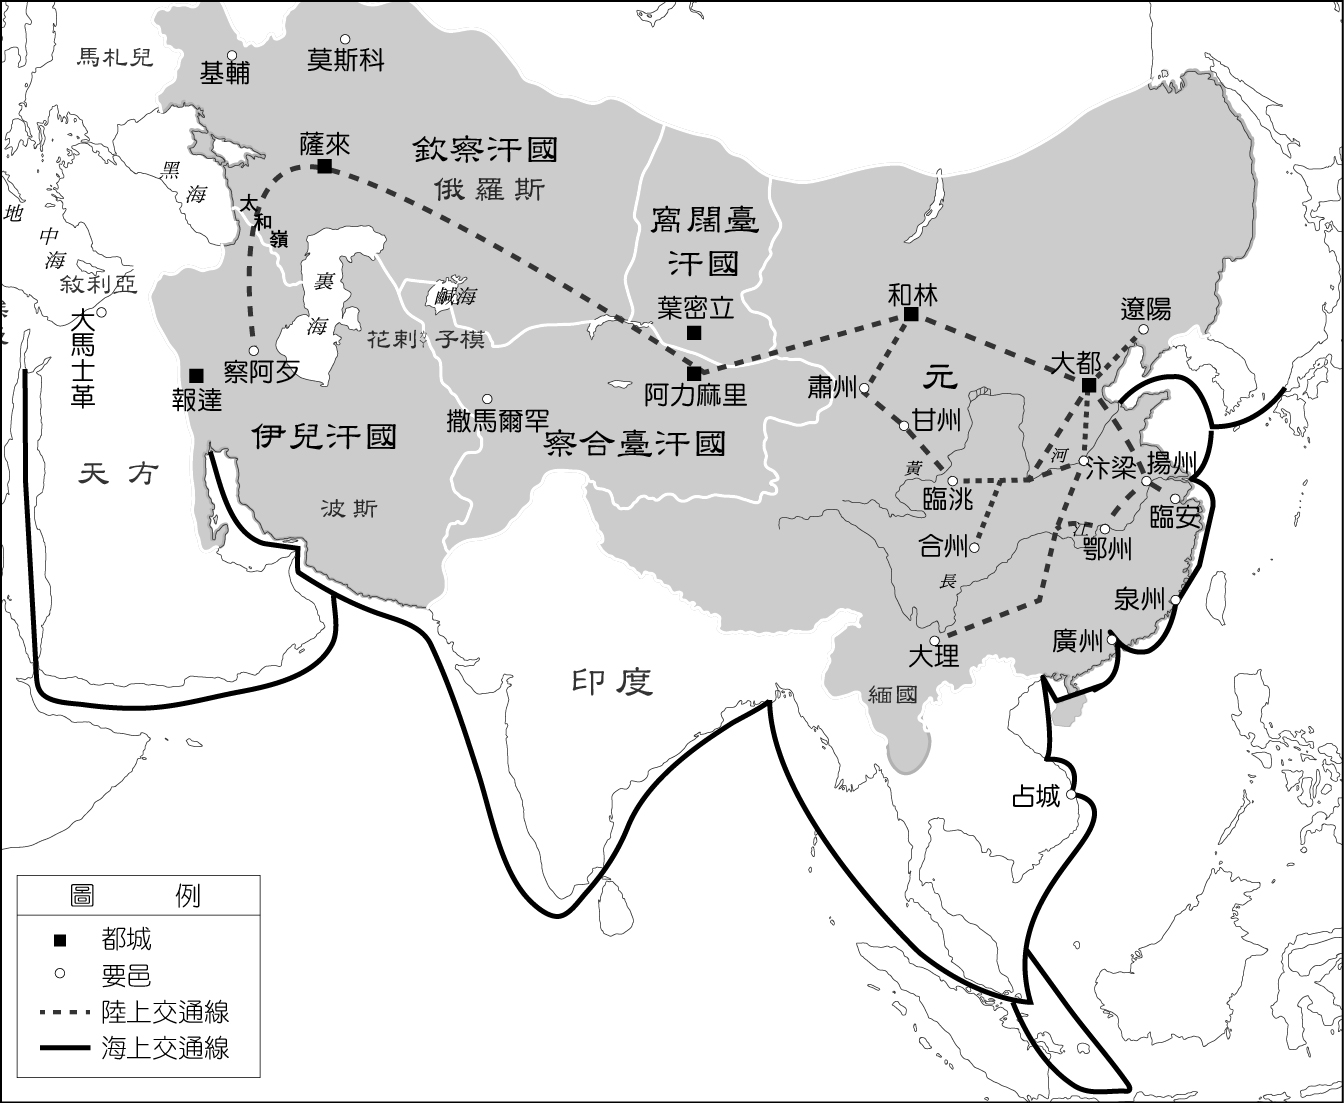 馬札兒
基輔
莫斯科
薩來
欽察汗國
俄羅斯
黑海
太和嶺
地中海
敘利亞
大馬士革
裏海
鹹海
花剌子模
窩闊臺
汗國
葉密立
和林
遼陽
大都
察阿歹
報達
阿力麻里
肅州
元
甘州
撒馬爾罕
伊兒汗國
察合臺汗國
天方
波斯
黃
河
汴梁
揚州
臨洮
臨安
合州
江
鄂州
長
泉州
廣州
大理
印度
緬國
占城
圖例
都城
要邑
陸上交通線
海上交通線